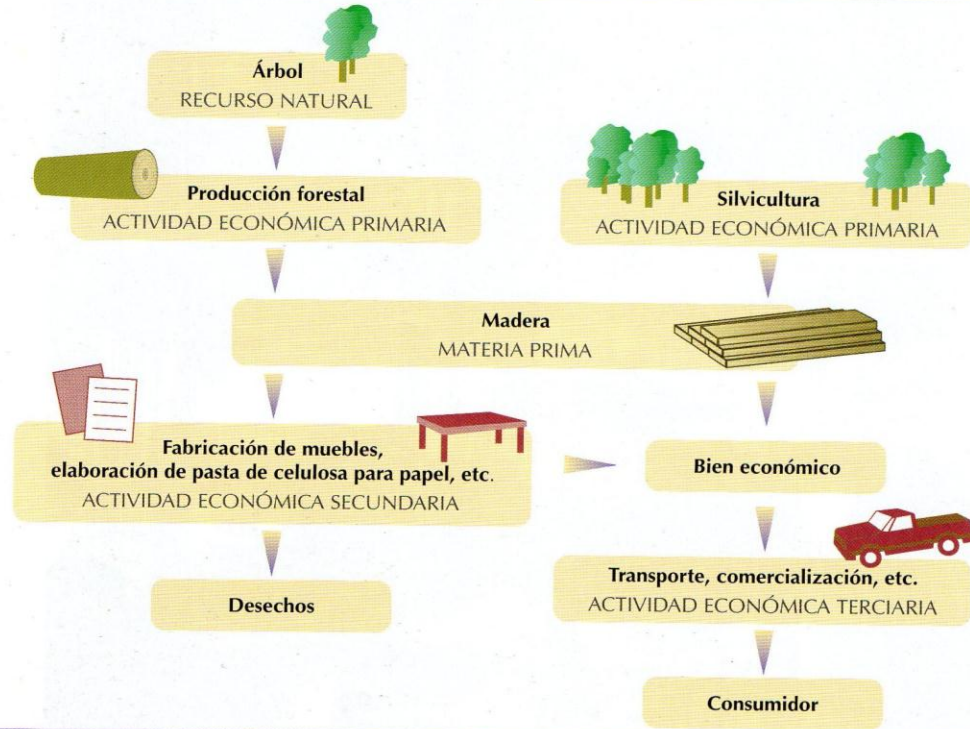 Árbol
RECURSO NATURAL
Producción forestal
ACTIVIDAD ECONÓMICA PRIMARIA
Silvicultura
ACTIVIDAD ECONÓMICA PRIMARIA
Madera
MATERIA PRIMA
Fabricación de muebles,
elaboración de pasta de celulosa para papel, etc.
ACTIVIDAD ECONÓMICA SECUNDARIA
Bien económico
Desechos
Transporte, comercialización, etc.
ACTIVIDAD ECONÓMICA TERCIARIA
Consumidor